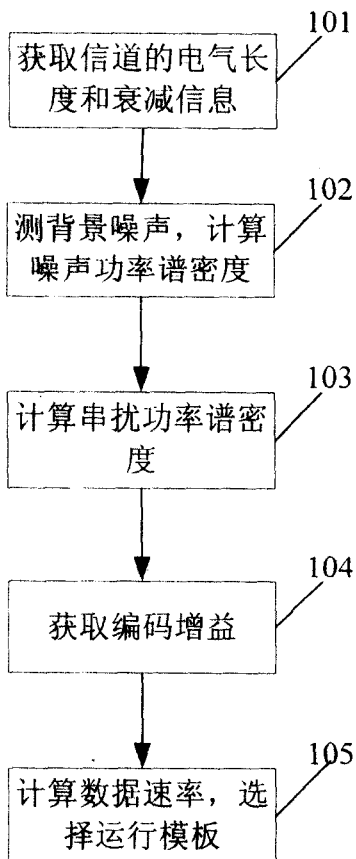 101
获取信道的电气长
度和衰减信息
102
测背景噪声，计算
噪声功率谱密度
103
计算串扰功率谱密
度
104
获取编码增益
105
计算数据速率，选
择运行模板